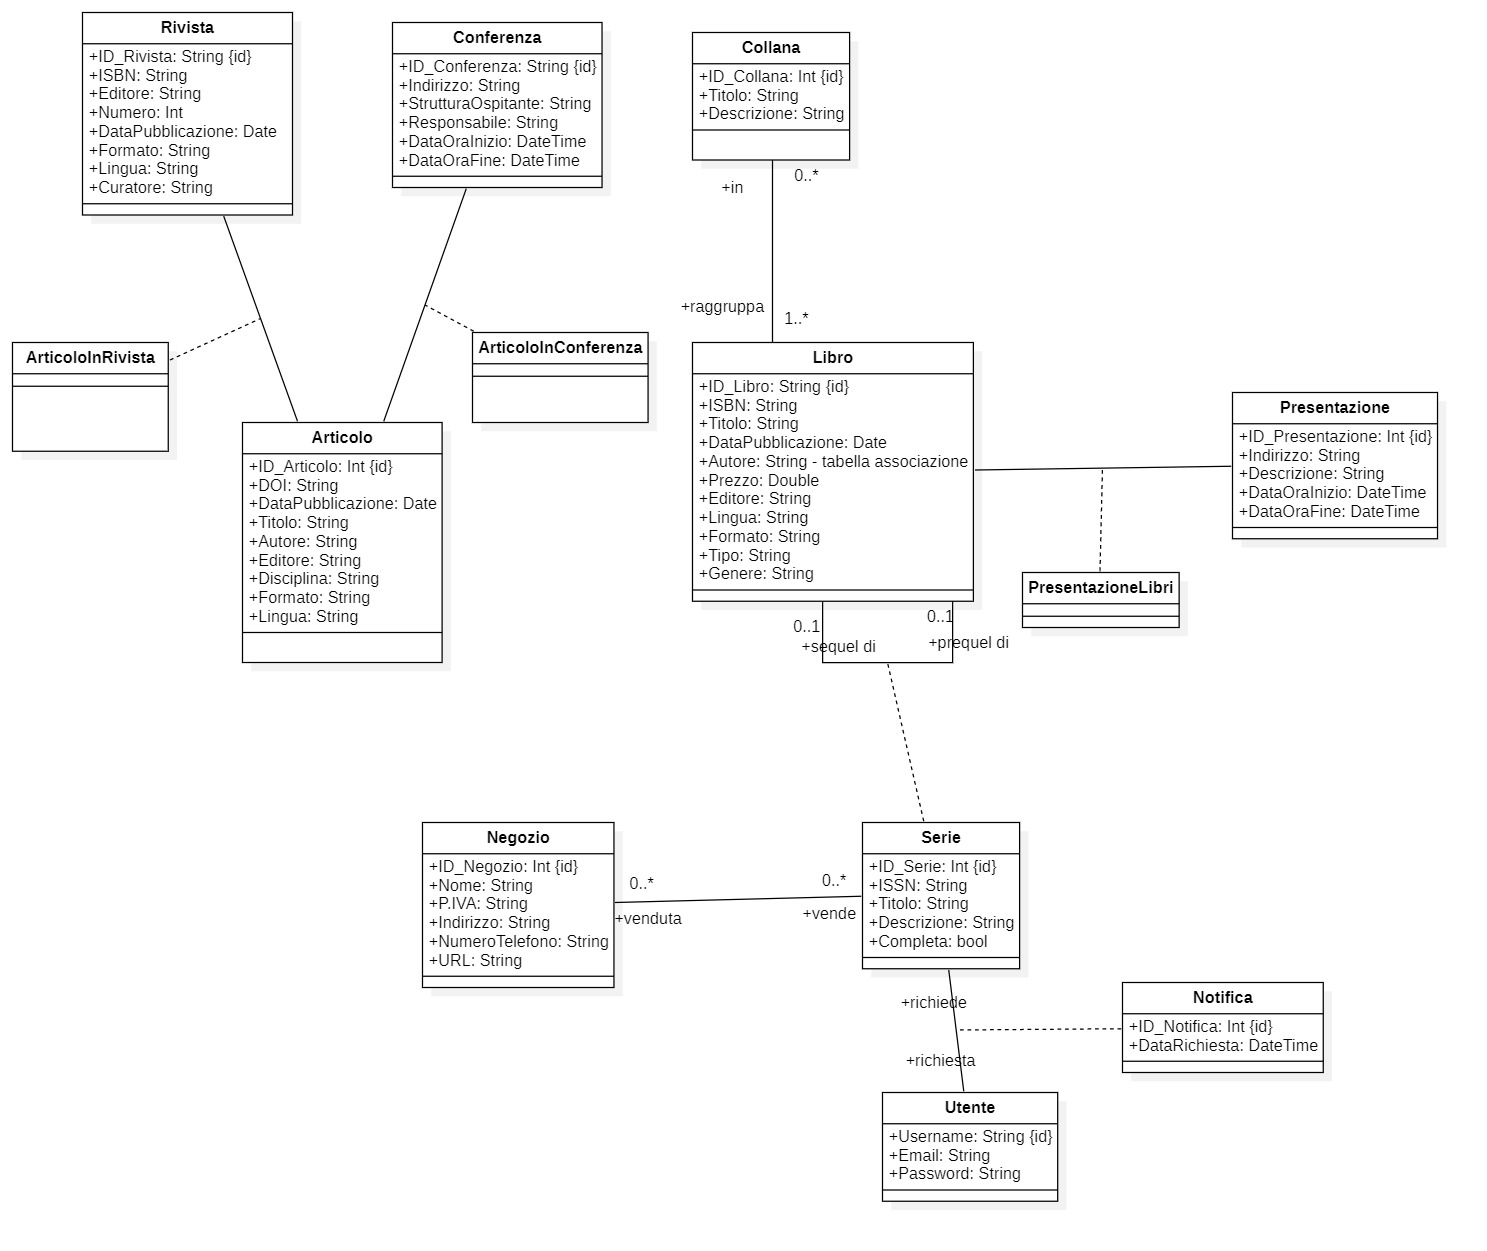 Rivista
+ID_Rivista: String {id}
+ISBN: String
+Editore: String
+Numero: Int
+DataPubblicazione: Date
+Formato: String
+Lingua: String
+Curatore: String
Conferenza
+ID_Conferenza: String {id}
+Indirizzo: String
+StrutturaOspitante: String
+Responsabile: String
+DataOraInizio: DateTime
+DataOraFine: DateTime
Collana
+ID_Collana: Int {id}
+Titolo: String
+Descrizione: String
+in
0..*
+raggruppa
1..*
ArticoloInRivista
ArticoloInConferenza
Articolo
+ID_Articolo: Int {id}
+DOI: String
+DataPubblicazione: Date
+Titolo: String
+Autore: String
+Editore: String
+Disciplina: String
+Formato: String
+Lingua: String
Libro
+ID_Libro: String {id}
+ISBN: String
+Titolo: String
+DataPubblicazione: Date
+Autore: String - tabella associazione
+Prezzo: Double
+Editore: String
+Lingua: String
+Formato: String
+Tipo: String
+Genere: String
Presentazione
+ID_Presentazione: Int {id}
+Indirizzo: String
+Descrizione: String
+DataOraInizio: DateTime
+DataOraFine: DateTime
PresentazioneLibri
0..1
+sequel di
0..1
+prequel di
Negozio
+ID_Negozio: Int {id}
+Nome: String
+P.IVA: String
+Indirizzo: String
+NumeroTelefono: String
+URL: String
0..*
+venduta
0..*
+vende
Serie
+ID_Serie: Int {id}
+ISSN: String
+Titolo: String
+Descrizione: String
+Completa: bool
+richiede
+richiesta
Notifica
+ID_Notifica: Int {id}
+DataRichiesta: DateTime
Utente
+Username: String {id}
+Email: String
+Password: String